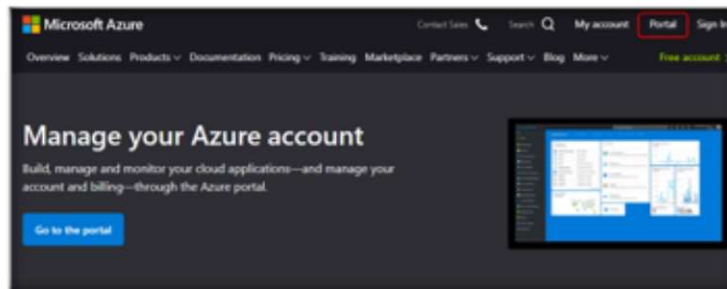 Microsoft Azure
Contact Sales Search My account Portal Sign In
Overview Solutions Products Documentation Pricing Training Marketplace Partners Support Blog More Free account
Manage your Azure account
Build, manage and monitor your cloud applications—and manage your
account and billing—through the Azure portal.
Go to the portal